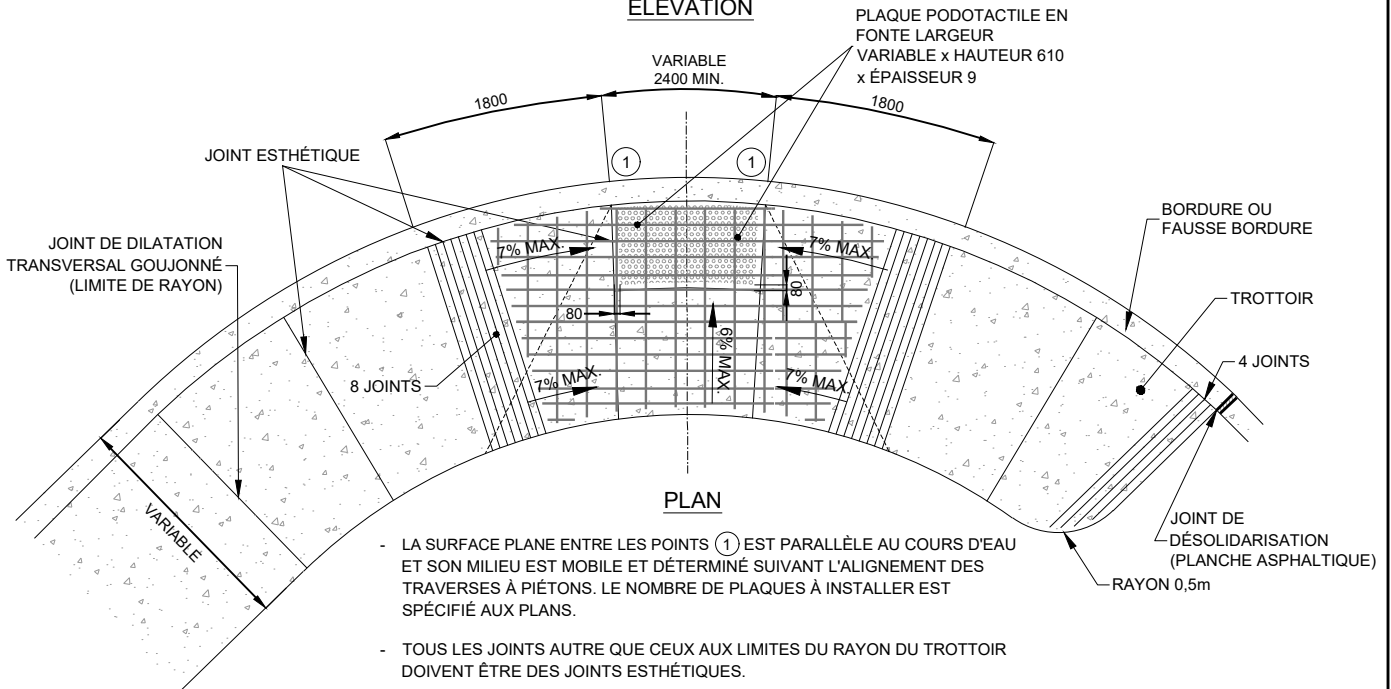 ÉLÉVATION
PLAQUE PODOTACTILE EN
FONTE LARGEUR
VARIABLE x HAUTEUR 610
x ÉPAISSEUR 9
VARIABLE
2400 MIN.
1800
1800
JOINT ESTHÉTIQUE
1
1
BORDURE OU
FAUSSE BORDURE
JOINT DE DILATATION
TRANSVERSAL GOUJONNÉ
(LIMITE DE RAYON)
7% MAX.
7% MAX.
TROTTOIR
80
80
6% MAX.
4 JOINTS
8 JOINTS
7% MAX.
7% MAX.
VARIABLE
PLAN
JOINT DE
DÉSOLIDARISATION
(PLANCHE ASPHALTIQUE)
RAYON 0,5m
- LA SURFACE PLANE ENTRE LES POINTS 1 EST PARALLÈLE AU COURS D'EAU
ET SON MILIEU EST MOBILE ET DÉTERMINÉ SUIVANT L'ALIGNEMENT DES
TRAVERSES À PIÉTONS. LE NOMBRE DE PLAQUES À INSTALLER EST
SPÉCIFIÉ AUX PLANS.
- TOUS LES JOINTS AUTRE QUE CEUX AUX LIMITES DU RAYON DU TROTTOIR
DOIVENT ÊTRE DES JOINTS ESTHÉTIQUES.